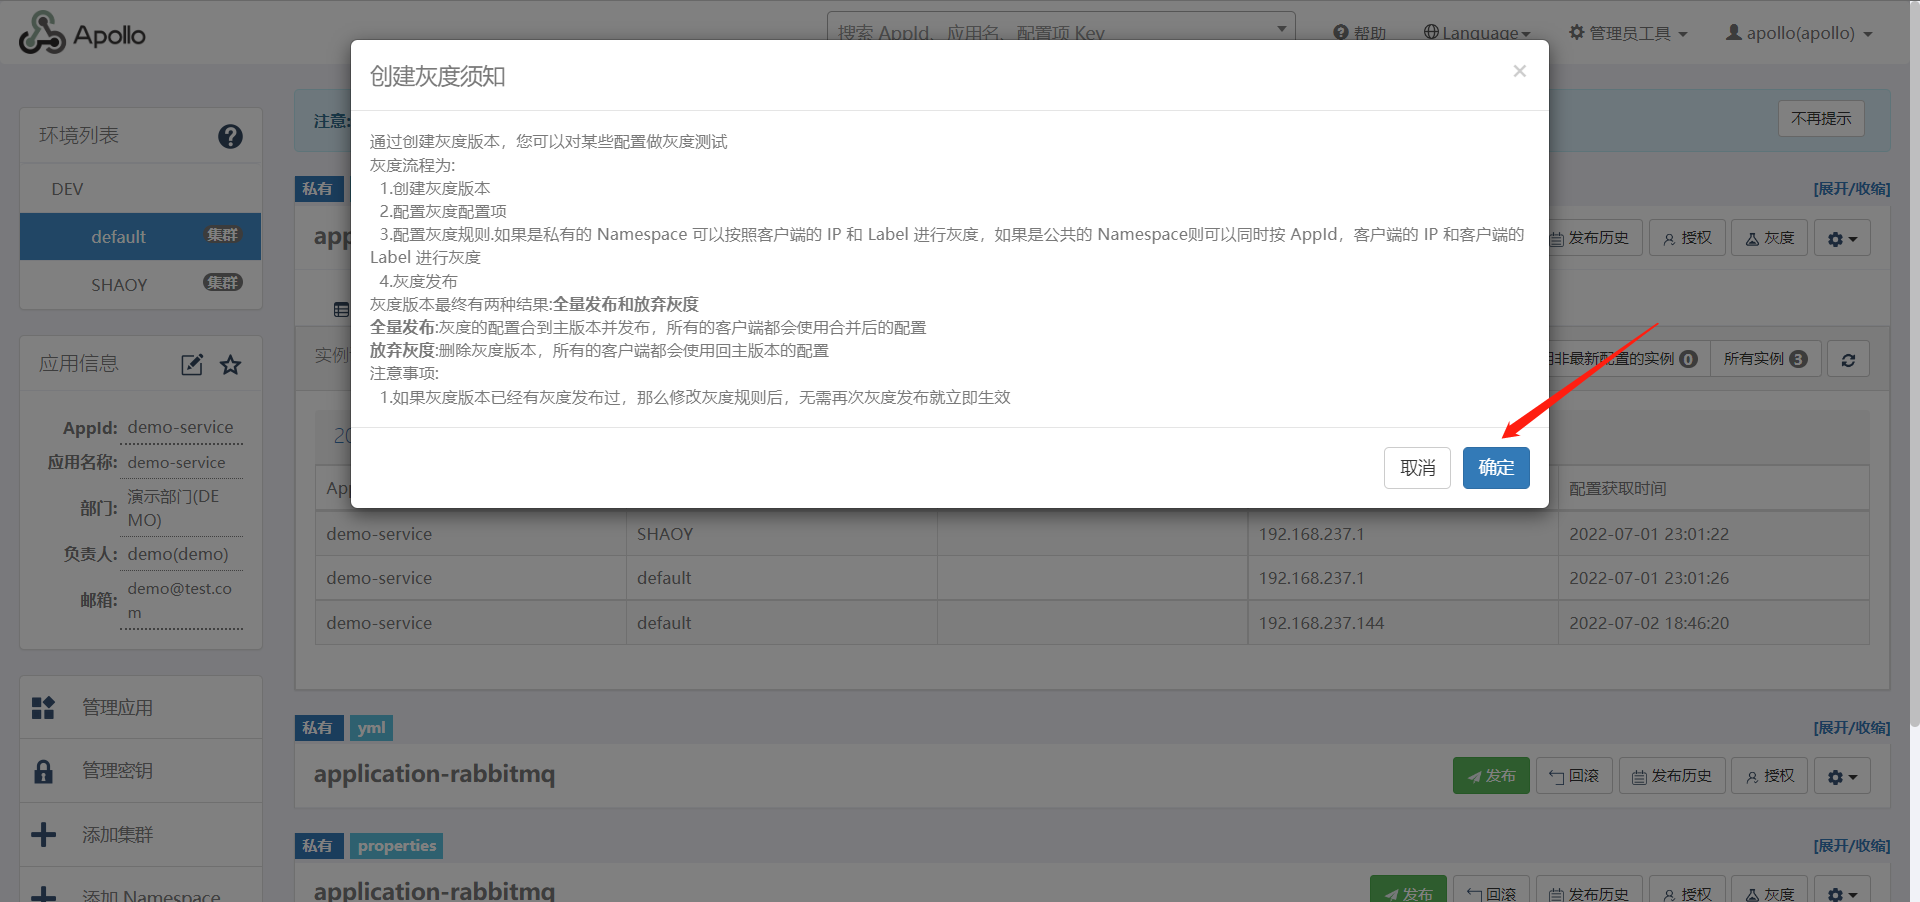 Apollo
搜索 AppId、应用名、配置项 Key
帮助
Language
管理员工具
apollo(apollo)
创建灰度须知
×
通过创建灰度版本，您可以对某些配置做灰度测试
灰度流程为:
1.创建灰度版本
2.配置灰度配置项
3.配置灰度规则.如果是私有的 Namespace 可以按照客户端的 IP 和 Label 进行灰度，如果是公共的 Namespace则可以同时按 AppId，客户端的 IP 和客户端的
Label 进行灰度
4.灰度发布
灰度版本最终有两种结果:全量发布和放弃灰度
全量发布:灰度的配置合到主版本并发布，所有的客户端都会使用合并后的配置
放弃灰度:删除灰度版本，所有的客户端都会使用回主版本的配置
注意事项:
1.如果灰度版本已经有灰度发布过，那么修改灰度规则后，无需再次灰度发布就立即生效
取消
确定
环境列表
DEV
default
集群
SHAOY
集群
应用信息
AppId: demo-service
应用名称: demo-service
部门: 演示部门(DE
MO)
负责人: demo(demo)
邮箱: demo@test.co
m
管理应用
管理密钥
添加集群
添加 Namespace
注意:
不再提示
私有
[展开/收缩]
app
发布历史
授权
灰度
实例
非最新配置的实例 0
所有实例 3
20
App
配置获取时间
demo-service SHAOY 192.168.237.1 2022-07-01 23:01:22
demo-service default 192.168.237.1 2022-07-01 23:01:26
demo-service default 192.168.237.144 2022-07-02 18:46:20
私有 yml
[展开/收缩]
application-rabbitmq
发布
回滚
发布历史
授权
私有 properties
[展开/收缩]
application-rabbitmq
发布
回滚
发布历史
授权
灰度